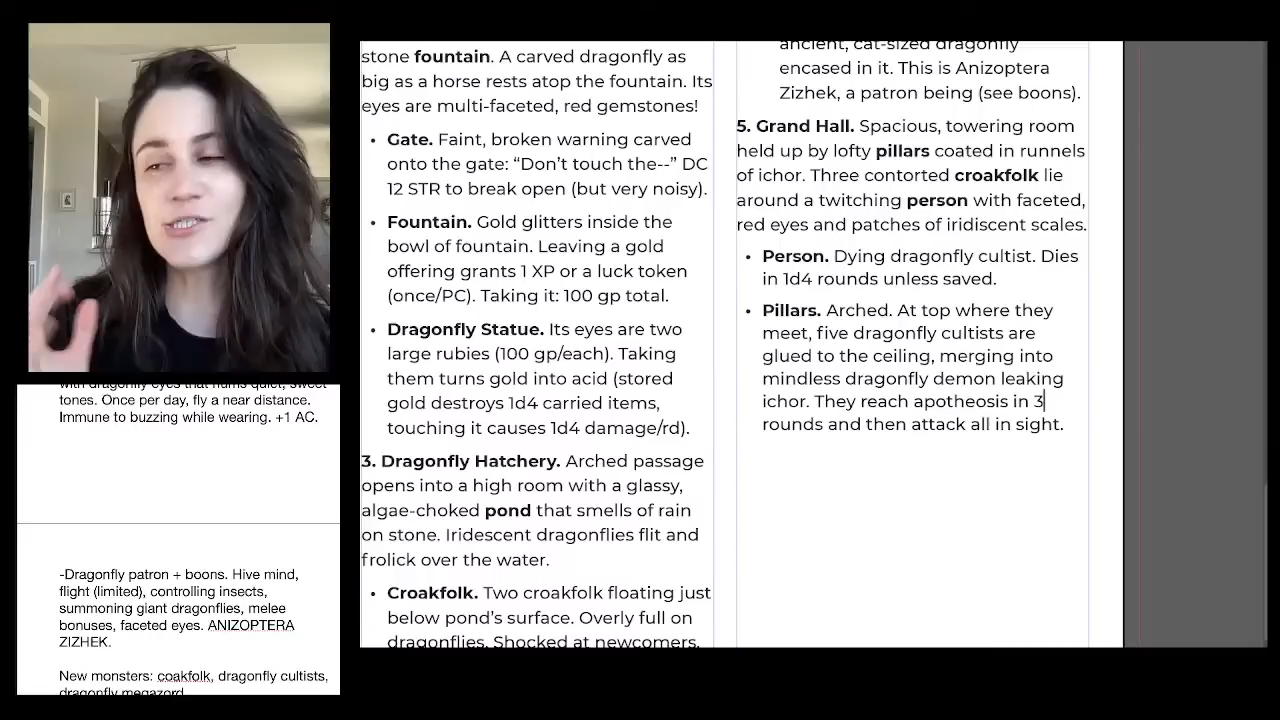 stone fountain. A carved dragonfly as
big as a horse rests atop the fountain. Its
eyes are multi-faceted, red gemstones!
• Gate. Faint, broken warning carved
onto the gate: “Don’t touch the--” DC
12 STR to break open (but very noisy).
• Fountain. Gold glitters inside the
bowl of fountain. Leaving a gold
offering grants 1 XP or a luck token
(once/PC). Taking it: 100 gp total.
• Dragonfly Statue. Its eyes are two
large rubies (100 gp/each). Taking
them turns gold into acid (stored
gold destroys 1d4 carried items,
touching it causes 1d4 damage/rd).
3. Dragonfly Hatchery. Arched passage
opens into a high room with a glassy,
algae-choked pond that smells of rain
on stone. Iridescent dragonflies flit and
frolick over the water.
• Croakfolk. Two croakfolk floating just
below pond’s surface. Overly full on
dragonflies. Shocked at newcomers.
ancient, cat-sized dragonfly
encased in it. This is Anizoptera
Zizhek, a patron being (see boons).
5. Grand Hall. Spacious, towering room
held up by lofty pillars coated in runnels
of ichor. Three contorted croakfolk lie
around a twitching person with faceted,
red eyes and patches of iridiscent scales.
• Person. Dying dragonfly cultist. Dies
in 1d4 rounds unless saved.
• Pillars. Arched. At top where they
meet, five dragonfly cultists are
glued to the ceiling, merging into
mindless dragonfly demon leaking
ichor. They reach apotheosis in 3
rounds and then attack all in sight.
with dragonfly eyes that hums quiet, sweet
tones. Once per day, fly a near distance.
Immune to buzzing while wearing. +1 AC.
-Dragonfly patron + boons. Hive mind,
flight (limited), controlling insects,
summoning giant dragonflies, melee
bonuses, faceted eyes. ANIZOPTERA
ZIZHEK.
New monsters: coakfolk, dragonfly cultists,
dragonfly megazord